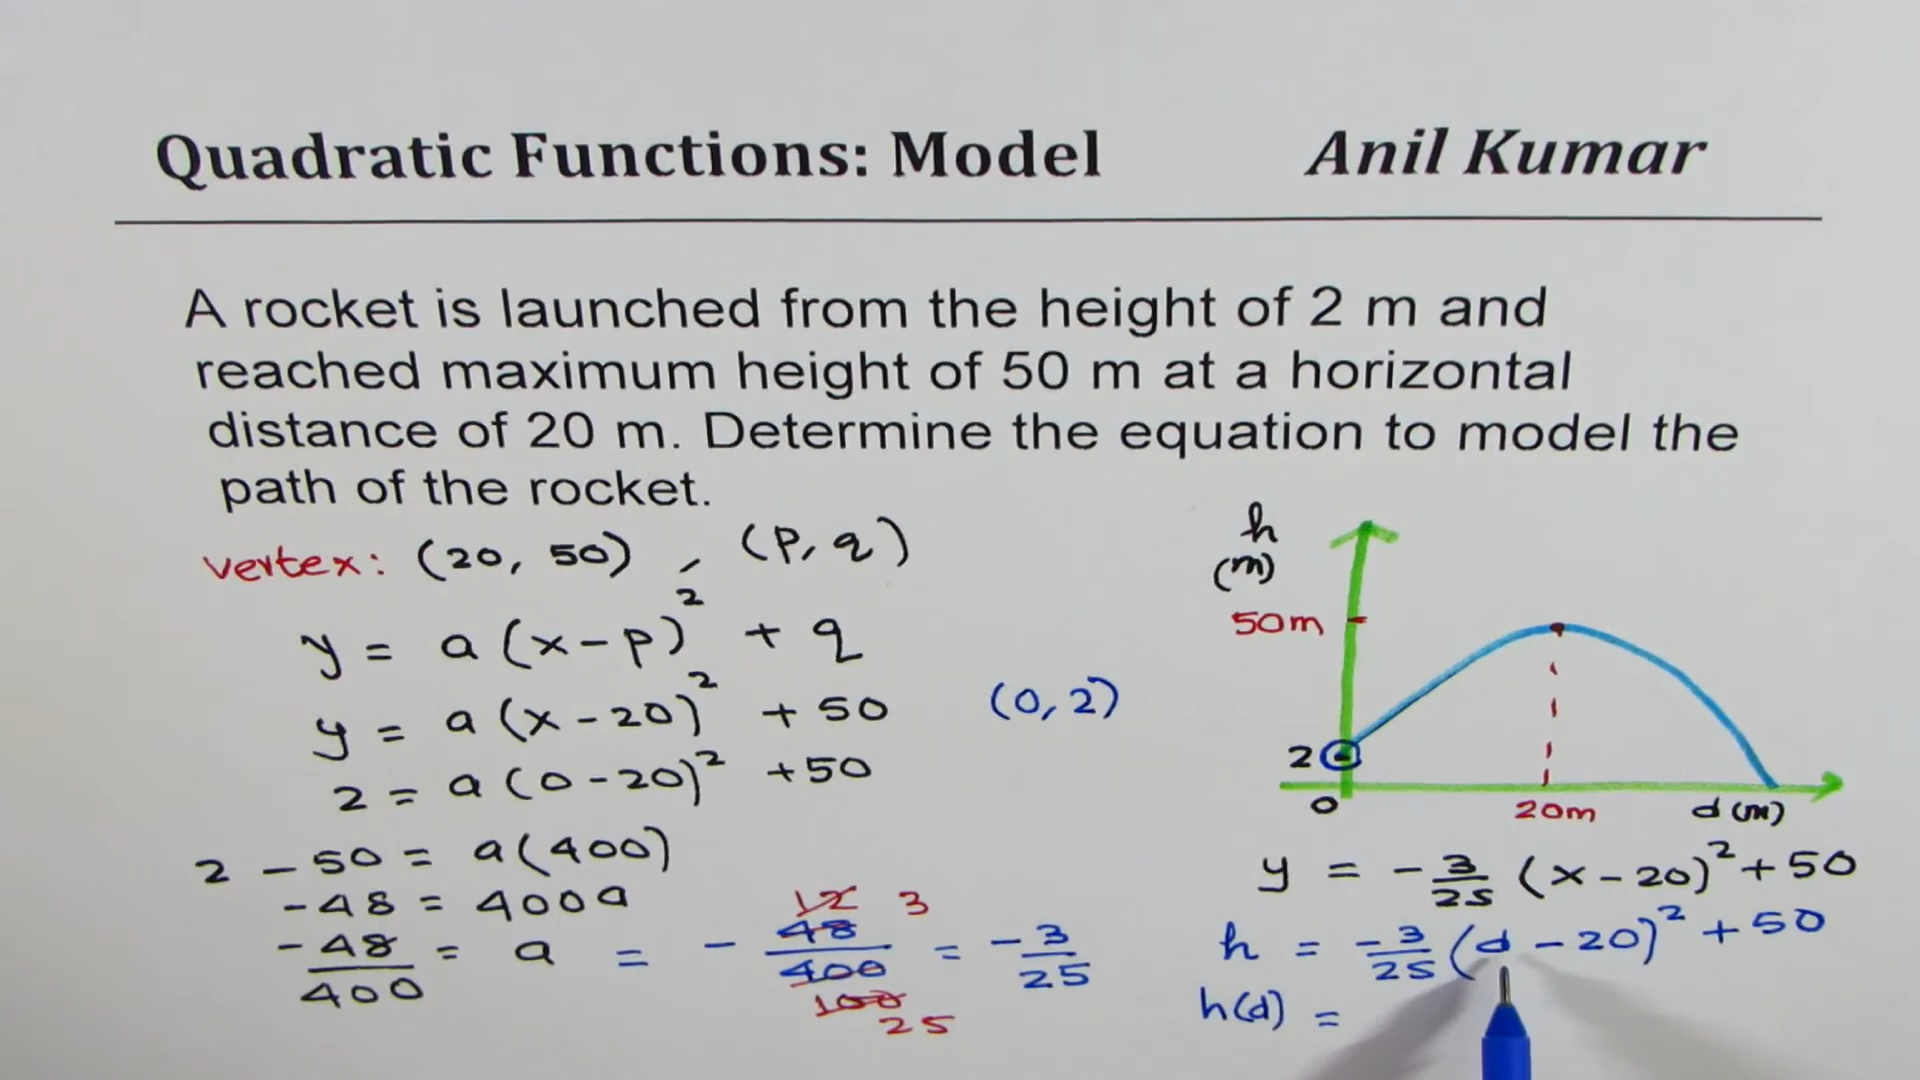 Quadratic Functions: Model Anil Kumar
A rocket is launched from the height of 2 m and
reached maximum height of 50 m at a horizontal
distance of 20 m. Determine the equation to model the
path of the rocket.
vertex: (20, 50) , (p, q)
y = a(x-p)² + q
y = a(x-20)² + 50
(0, 2)
2 = a(0-20)² + 50
2 - 50 = a(400)
-48 = 400a
-48/400 = a = -48/400 = -3/25
12 3
100
25
h
(m)
50m
2
0
20m
d (m)
y = -3/25 (x-20)² + 50
h = -3/25 (d-20)² + 50
h(d) =